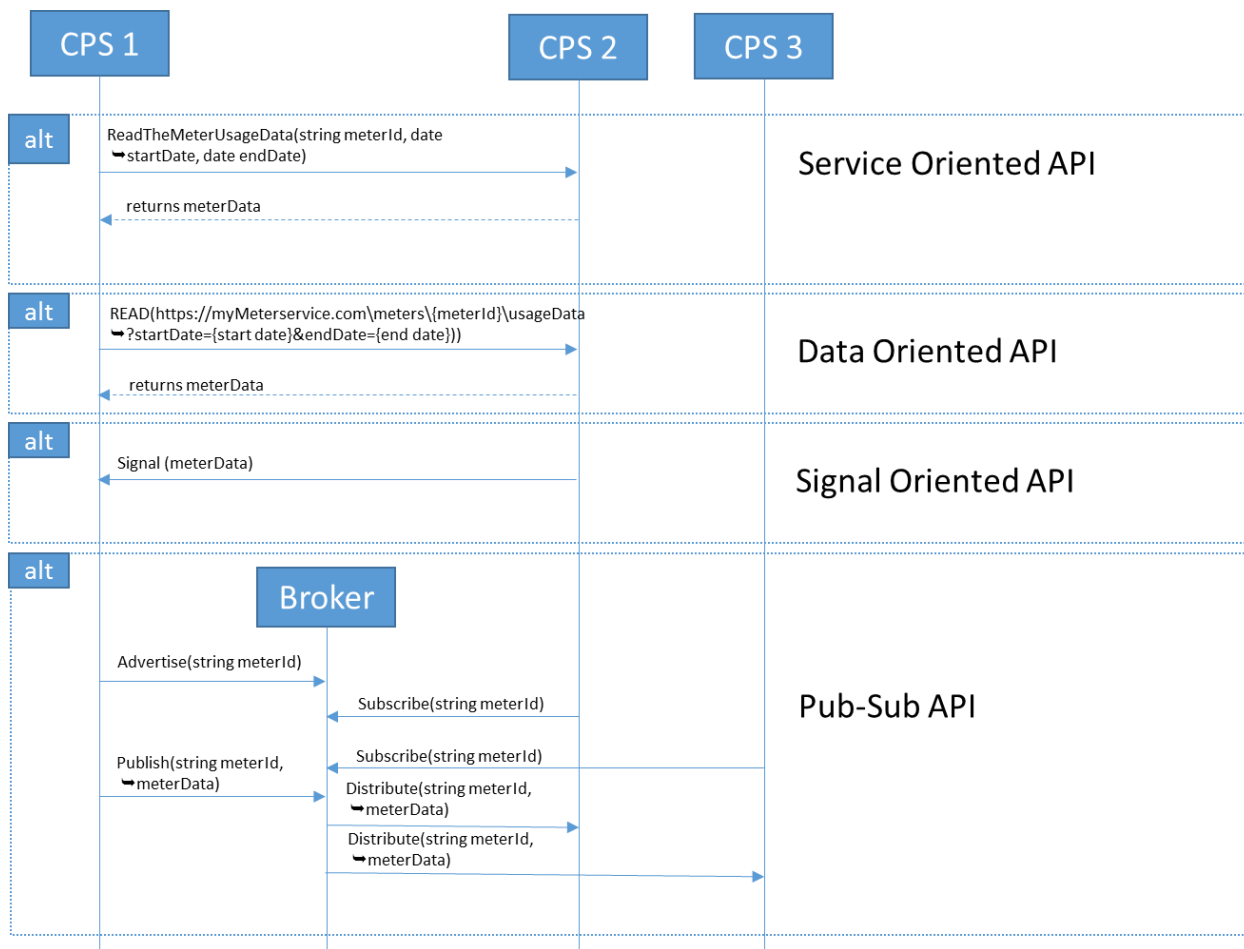 CPS 1
CPS 2
CPS 3
alt
ReadTheMeterUsageData(string meterId, date
➥startDate, date endDate)
Service Oriented API
returns meterData
alt
READ(https://myMeterservice.com\meters\{meterId}\usageData
➥?startDate={start date}&endDate={end date}))
Data Oriented API
returns meterData
alt
Signal (meterData)
Signal Oriented API
alt
Broker
Advertise(string meterId)
Subscribe(string meterId)
Pub-Sub API
Subscribe(string meterId)
Publish(string meterId,
➥meterData)
Distribute(string meterId,
➥meterData)
Distribute(string meterId,
➥meterData)